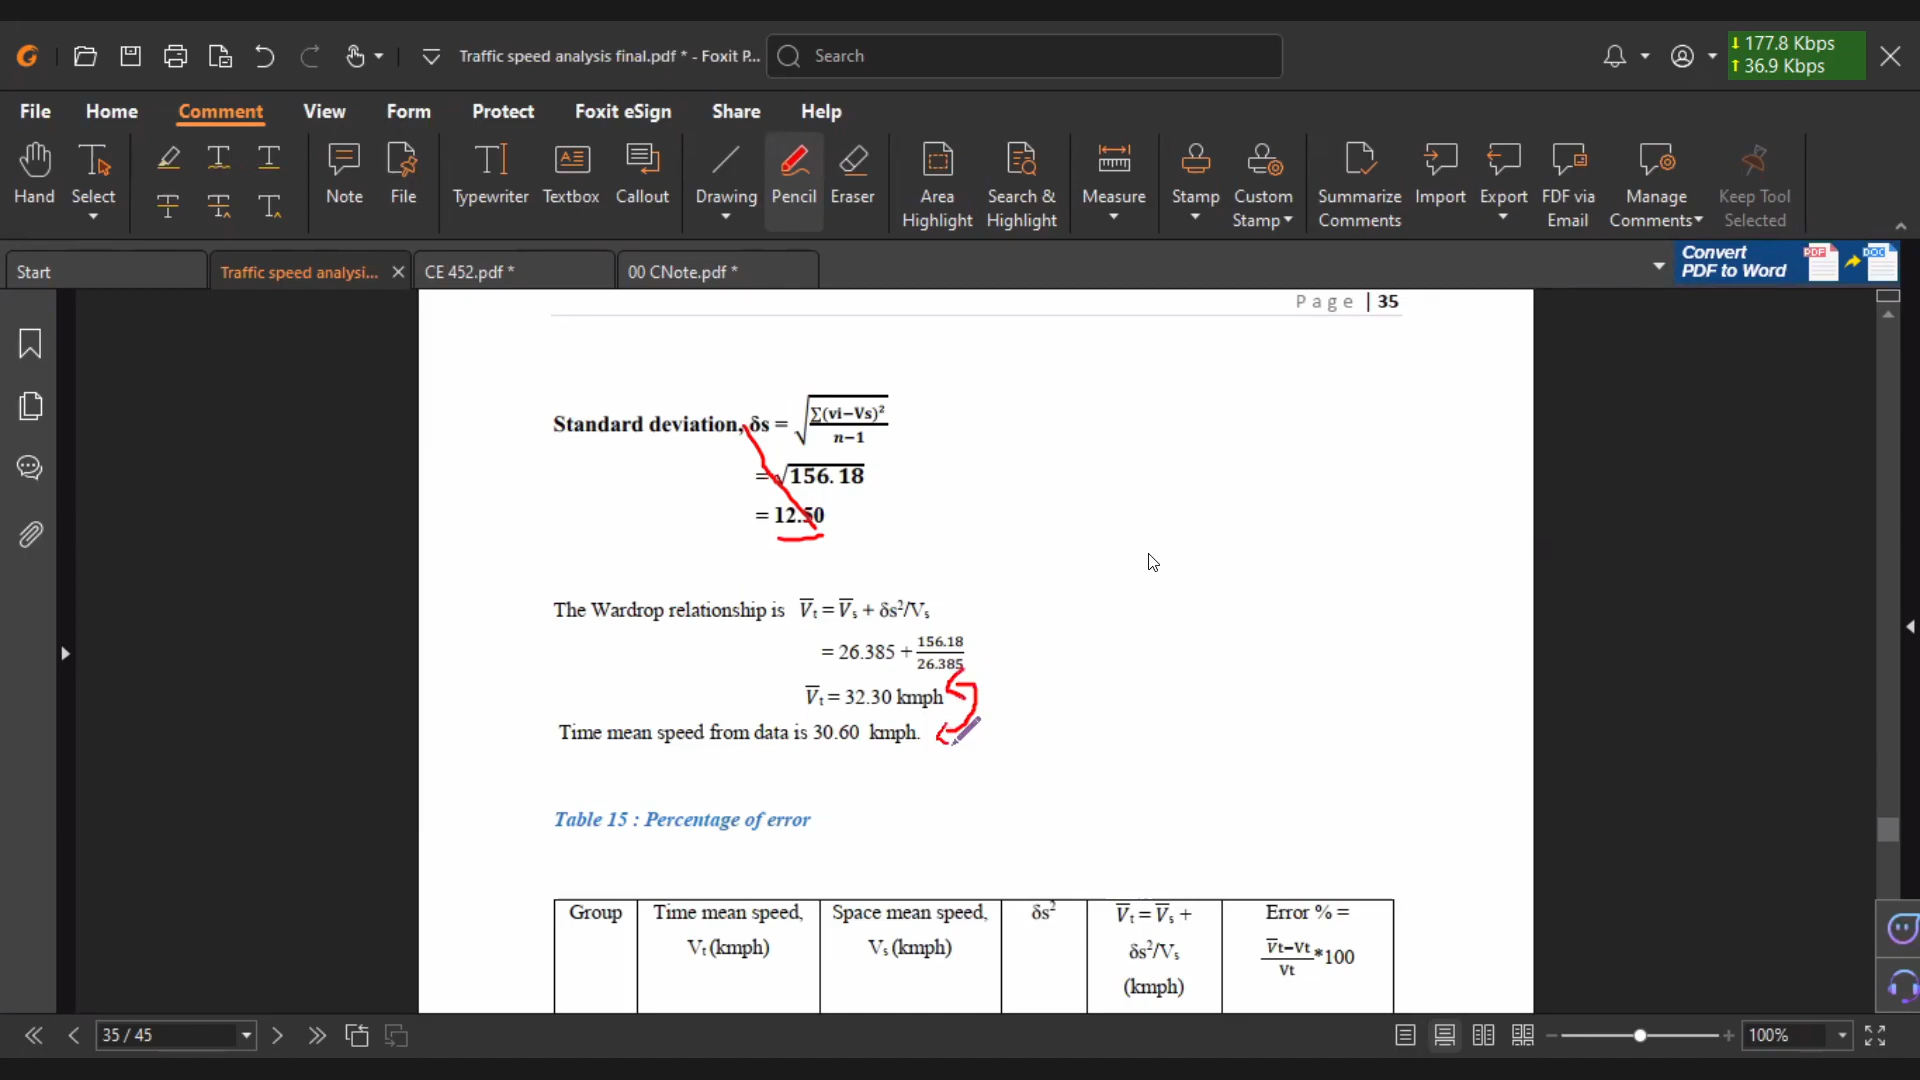 Traffic speed analysis final.pdf * - Foxit P...
Search
177.8 Kbps
36.9 Kbps
File Home Comment View Form Protect Foxit eSign Share Help
Hand Select Note File Typewriter Textbox Callout Drawing Pencil Eraser Area Highlight Search & Highlight Measure Stamp Custom Stamp Summarize Comments Import Export FDF via Email Manage Comments Keep Tool Selected
Start Traffic speed analysi... CE 452.pdf * 00 CNote.pdf *
Convert
PDF to Word
PDF DOC
Page | 35
Standard deviation, δs = √(∑(vi−Vs)²/n−1)
= √156.18
= 12.50
The Wardrop relationship is V̅t = V̅s + δs²/Vs
= 26.385 + 156.18/26.385
V̅t = 32.30 kmph
Time mean speed from data is 30.60 kmph.
Table 15 : Percentage of error
Group Time mean speed, Vt (kmph) Space mean speed, Vs (kmph) δs² V̅t = V̅s + δs²/Vs (kmph) Error % = V̅t−Vt/Vt*100
35 / 45
100%